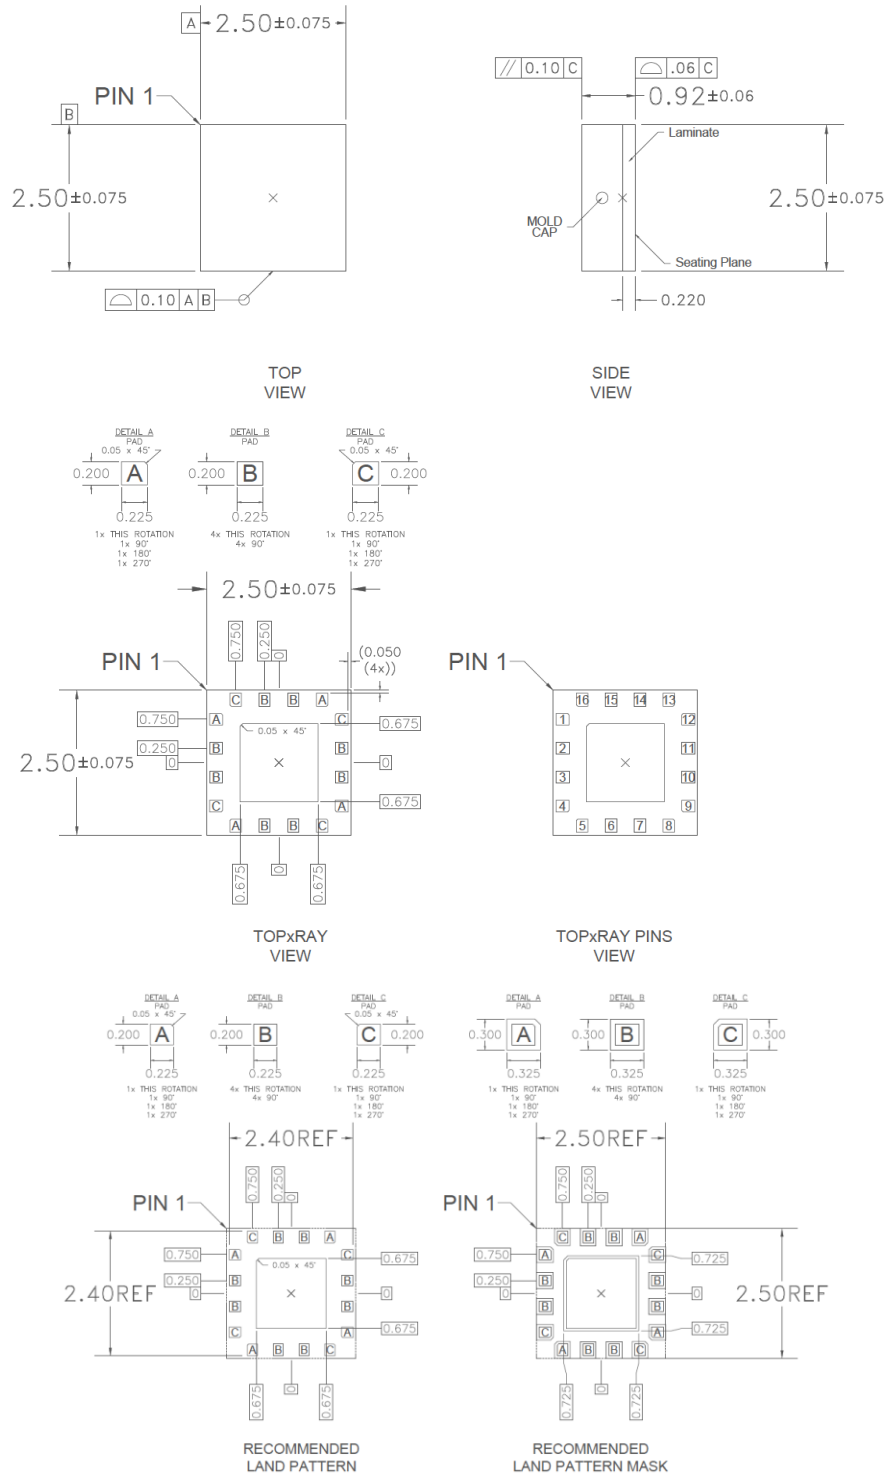 A 2.50±0.075
// 0.10 C
⌓ .06 C
0.92±0.06
PIN 1
B
2.50±0.075
Laminate
2.50±0.075
MOLD
CAP
Seating Plane
⌓ 0.10 A B
0.220
TOP
VIEW
SIDE
VIEW
DETAIL A
PAD
0.05 x 45°
0.200
A
0.225
1x THIS ROTATION
1x 90°
1x 180°
1x 270°
DETAIL B
PAD
0.200
B
0.225
4x THIS ROTATION
4x 90°
DETAIL C
PAD
0.05 x 45°
C
0.200
0.225
1x THIS ROTATION
1x 90°
1x 180°
1x 270°
2.50±0.075
0.750
0.250
0
(0.050
(4x))
PIN 1
C B B A
0.750 A
C 0.675
0.05 x 45°
0.250 B
B
0
0
2.50±0.075
B
B
C
A 0.675
A B B C
0.675
0
0.675
TOPxRAY
VIEW
PIN 1
16 15 14 13
1 12
2 11
3 10
4 9
5 6 7 8
TOPxRAY PINS
VIEW
DETAIL A
PAD
0.05 x 45°
0.200
A
0.225
1x THIS ROTATION
1x 90°
1x 180°
1x 270°
DETAIL B
PAD
0.200
B
0.225
4x THIS ROTATION
4x 90°
DETAIL C
PAD
0.05 x 45°
C
0.200
0.225
1x THIS ROTATION
1x 90°
1x 180°
1x 270°
DETAIL A
PAD
0.300
A
0.325
1x THIS ROTATION
1x 90°
1x 180°
1x 270°
DETAIL B
PAD
0.300
B
0.325
4x THIS ROTATION
4x 90°
DETAIL C
PAD
C
0.300
0.325
1x THIS ROTATION
1x 90°
1x 180°
1x 270°
2.40REF
0.750
0.250
0
PIN 1
C B B A
0.750 A
C 0.675
0.05 x 45°
0.250 B
B
0
0
2.40REF
B
B
C
A 0.675
A B B C
0.675
0
0.675
RECOMMENDED
LAND PATTERN
2.50REF
0.750
0.250
0
PIN 1
C B B A
0.750 A
C 0.725
0.250 B
B
0
0
2.50REF
B
B
C
A 0.725
A B B C
0.725
0
0.725
RECOMMENDED
LAND PATTERN MASK